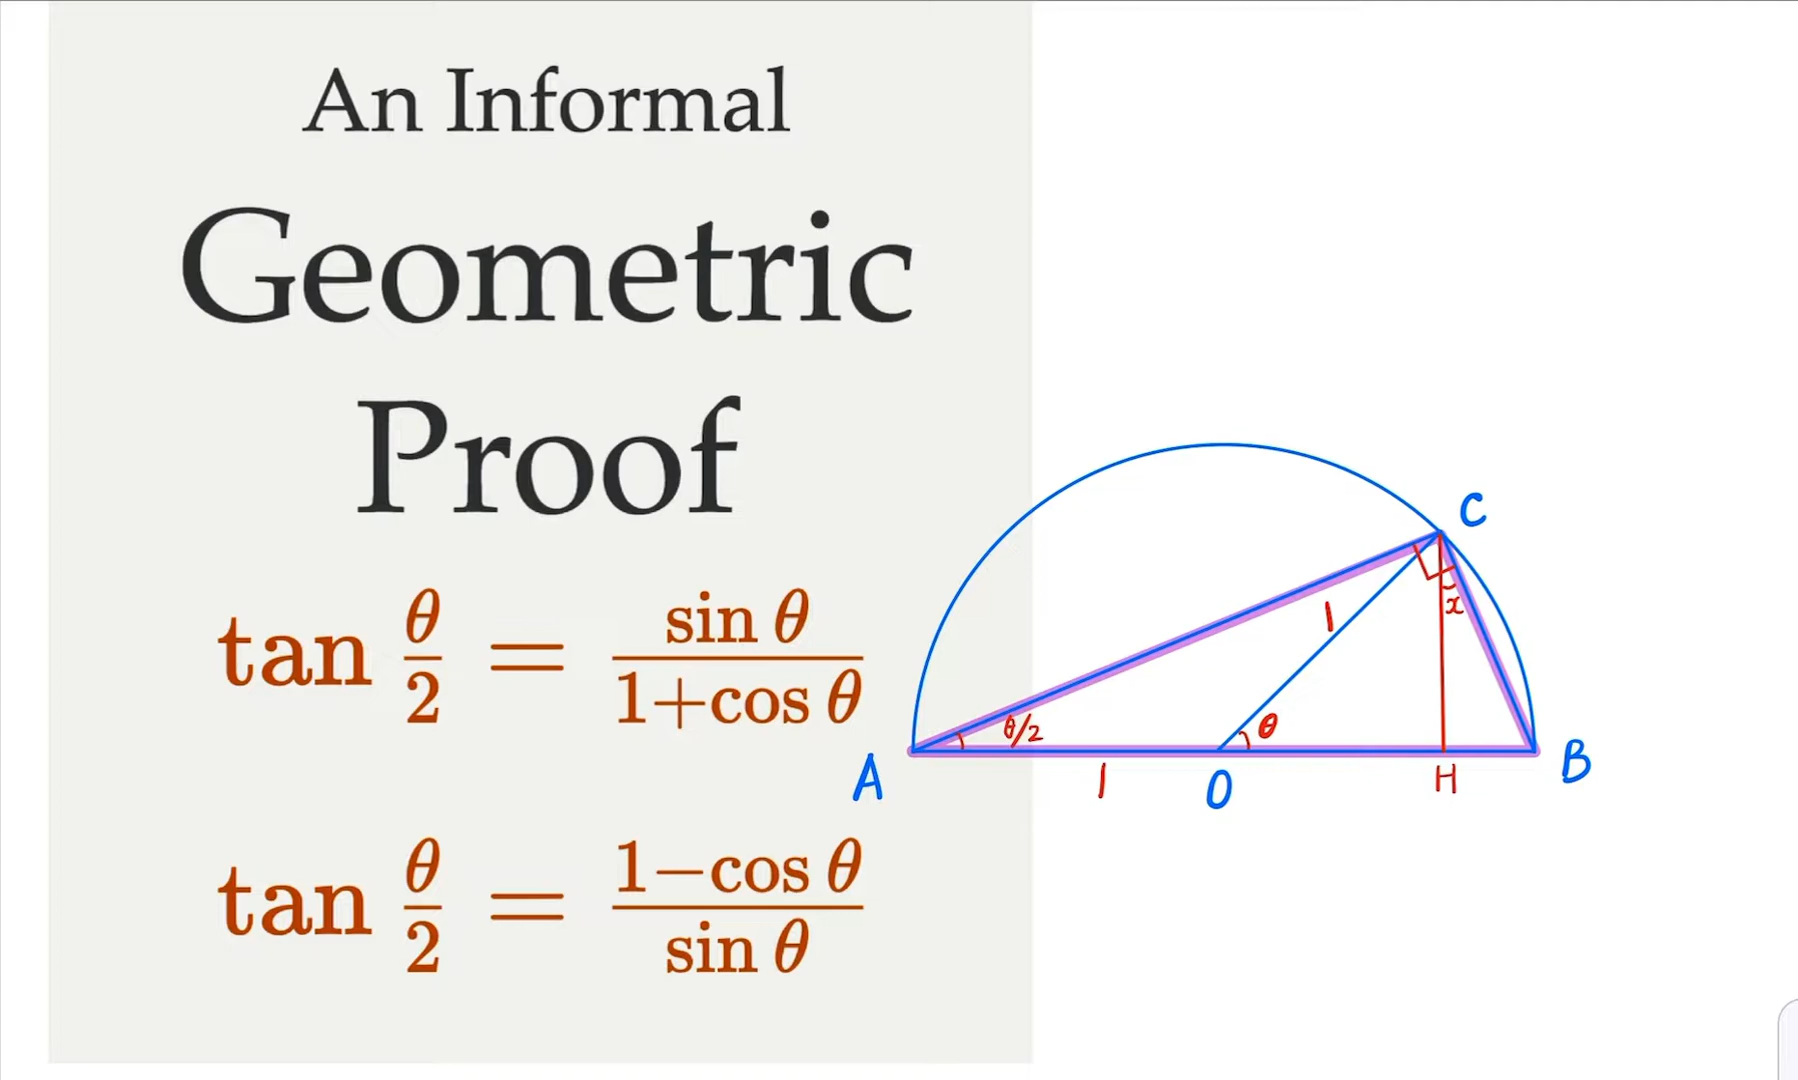 An Informal
Geometric
Proof
tan θ/2 = sin θ/1+cos θ
tan θ/2 = 1−cos θ/sin θ
C
x
1
θ/2
θ
A
1
O
H
B